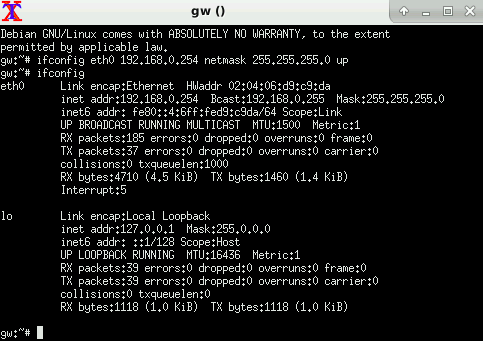 gw ()
Debian GNU/Linux comes with ABSOLUTELY NO WARRANTY, to the extent
permitted by applicable law.
gw:~# ifconfig eth0 192.168.0.254 netmask 255.255.255.0 up
gw:~# ifconfig
eth0      Link encap:Ethernet  HWaddr 02:04:06:d9:c9:da
          inet addr:192.168.0.254  Bcast:192.168.0.255  Mask:255.255.255.0
          inet6 addr: fe80::4:6ff:fed9:c9da/64 Scope:Link
          UP BROADCAST RUNNING MULTICAST  MTU:1500  Metric:1
          RX packets:185 errors:0 dropped:0 overruns:0 frame:0
          TX packets:37 errors:0 dropped:0 overruns:0 carrier:0
          collisions:0 txqueuelen:1000
          RX bytes:4710 (4.5 KiB)  TX bytes:1460 (1.4 KiB)
          Interrupt:5
lo        Link encap:Local Loopback
          inet addr:127.0.0.1  Mask:255.0.0.0
          inet6 addr: ::1/128 Scope:Host
          UP LOOPBACK RUNNING  MTU:16436  Metric:1
          RX packets:39 errors:0 dropped:0 overruns:0 frame:0
          TX packets:39 errors:0 dropped:0 overruns:0 carrier:0
          collisions:0 txqueuelen:0
          RX bytes:1118 (1.0 KiB)  TX bytes:1118 (1.0 KiB)
gw:~#